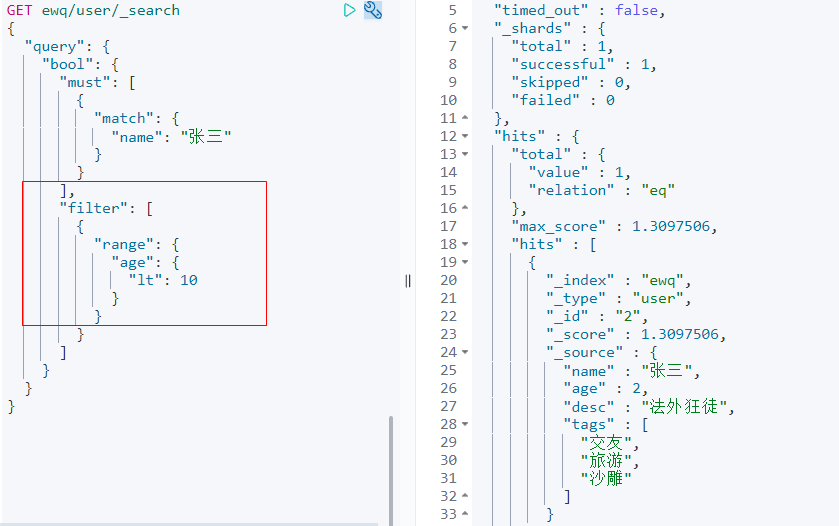 GET ewq/user/_search
{
  "query": {
    "bool": {
      "must": [
        {
          "match": {
            "name": "张三"
          }
        }
      ],
      "filter": [
        {
          "range": {
            "age": {
              "lt": 10
            }
          }
        }
      ]
    }
  }
}
5 "timed_out" : false,
6 "_shards" : {
7 "total" : 1,
8 "successful" : 1,
9 "skipped" : 0,
10 "failed" : 0
11 },
12 "hits" : {
13 "total" : {
14 "value" : 1,
15 "relation" : "eq"
16 },
17 "max_score" : 1.3097506,
18 "hits" : [
19 {
20 "_index" : "ewq",
21 "_type" : "user",
22 "_id" : "2",
23 "_score" : 1.3097506,
24 "_source" : {
25 "name" : "张三",
26 "age" : 2,
27 "desc" : "法外狂徒",
28 "tags" : [
29 "交友",
30 "旅游",
31 "沙雕"
32 ]
33 }